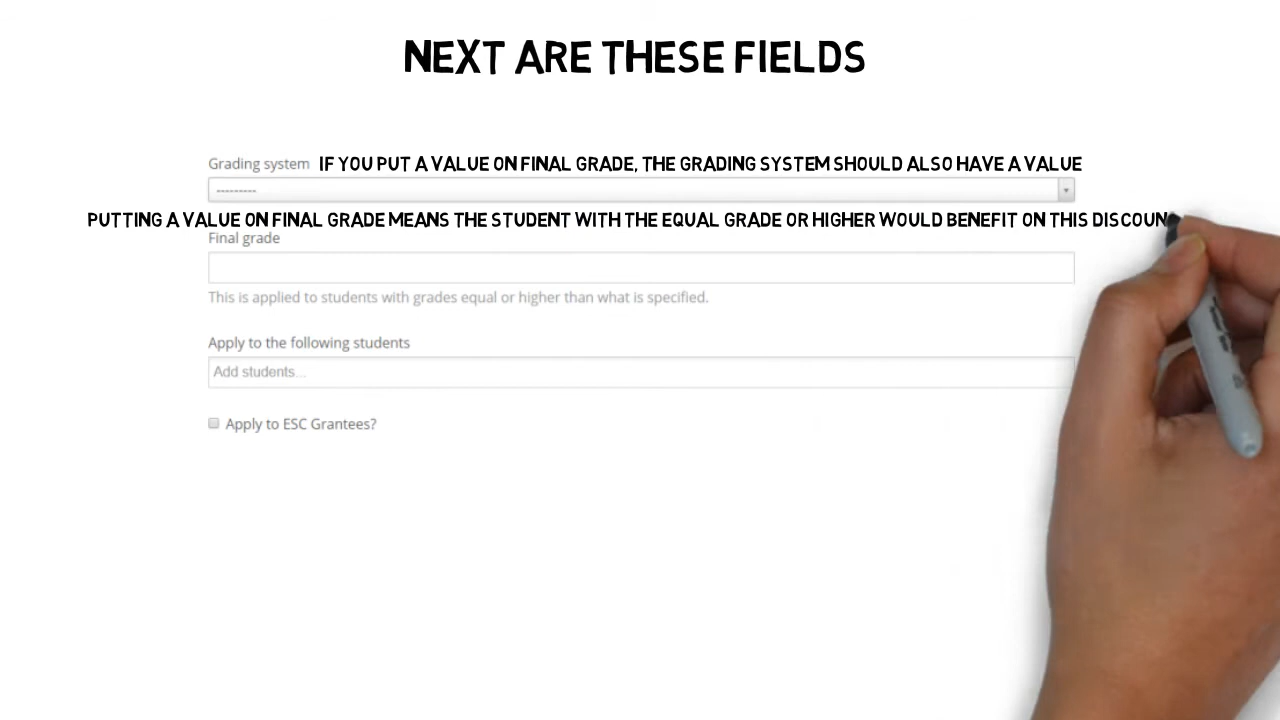 NEXT ARE THESE FIELDS
Grading system IF YOU PUT A VALUE ON FINAL GRADE, THE GRADING SYSTEM SHOULD ALSO HAVE A VALUE
---------
PUTTING A VALUE ON FINAL GRADE MEANS THE STUDENT WITH THE EQUAL GRADE OR HIGHER WOULD BENEFIT ON THIS DISCOUN
Final grade
This is applied to students with grades equal or higher than what is specified.
Apply to the following students
Add students...
Apply to ESC Grantees?